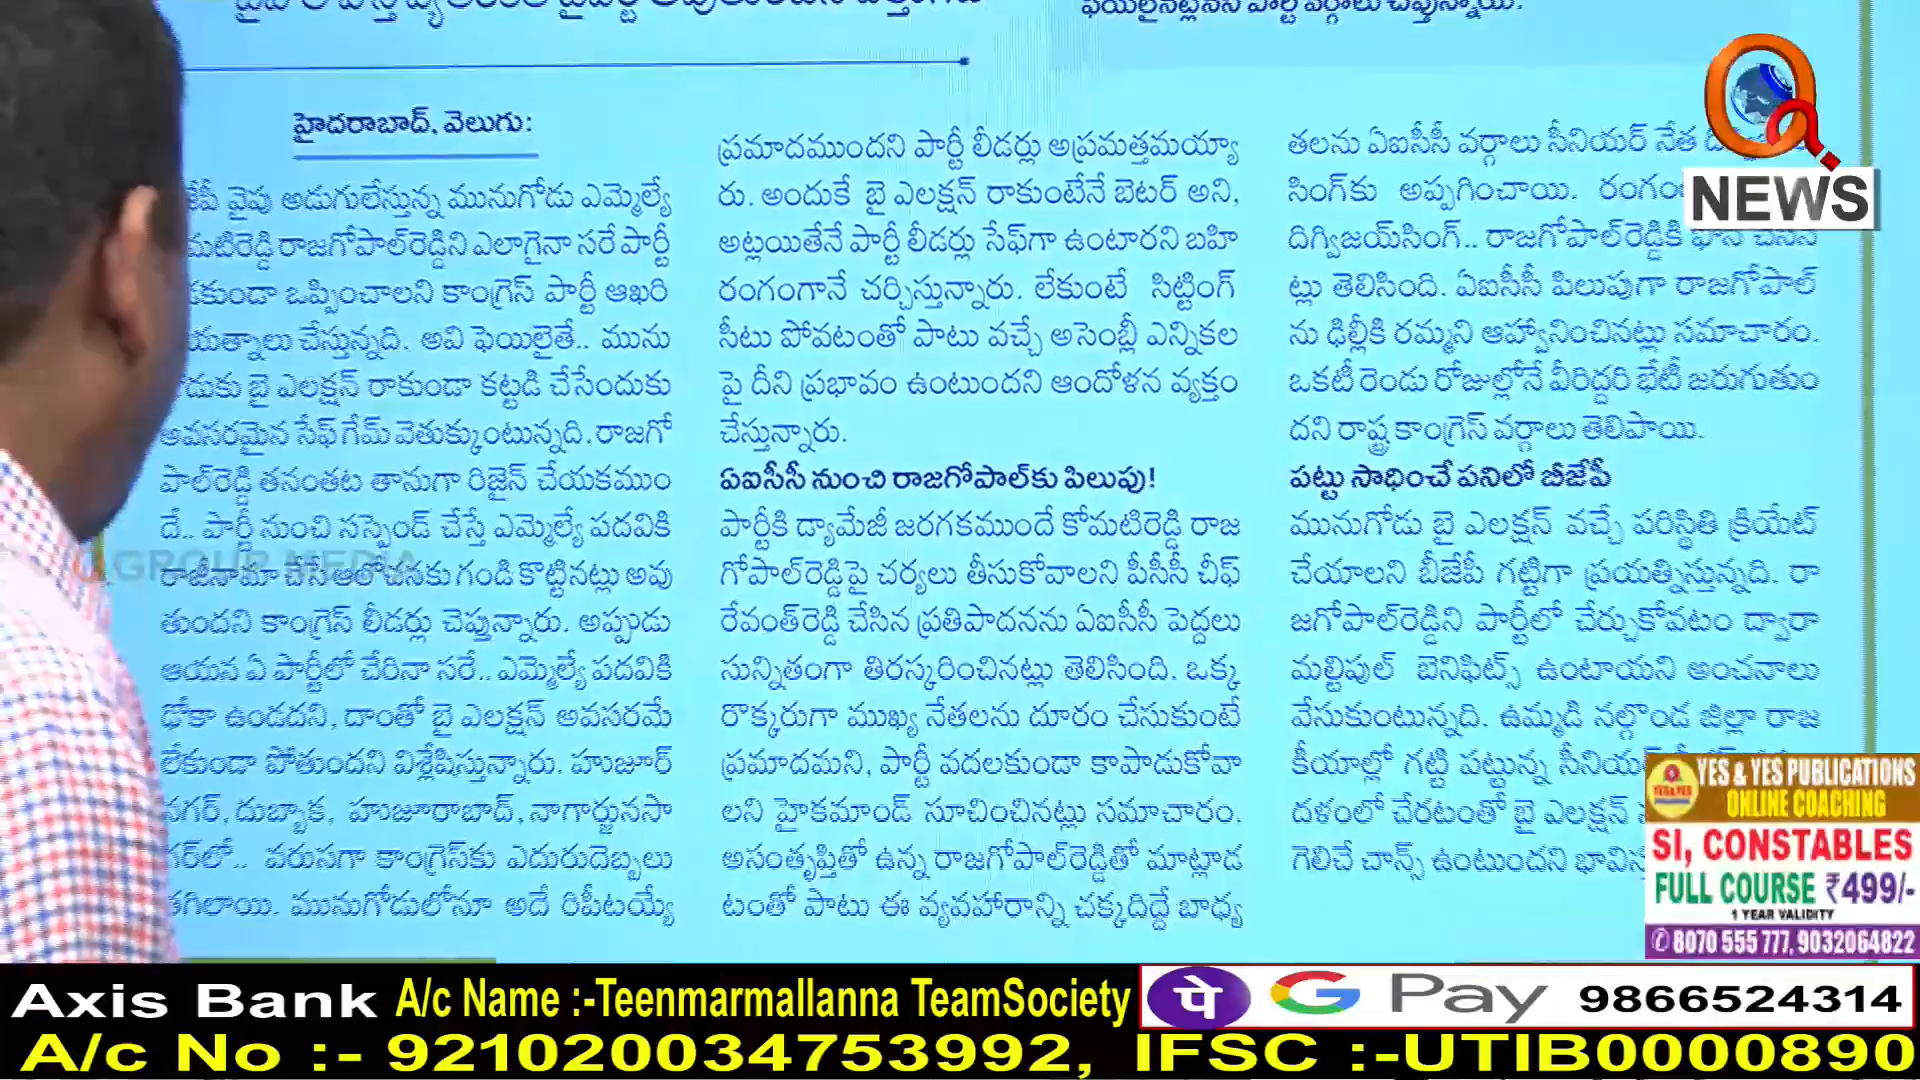 ఫెయిలైనట్లేనని పార్టీ వర్గాలు చెప్తున్నాయి.
హైదరాబాద్, వెలుగు:
జేపీ వైపు అడుగులేస్తున్న మునుగోడు ఎమ్మెల్యే
మటిరెడ్డి రాజగోపాల్‌రెడ్డిని ఎలాగైనా సరే పార్టీ
డకుండా ఒప్పించాలని కాంగ్రెస్ పార్టీ ఆఖరి
యత్నాలు చేస్తున్నది. అవి ఫెయిలైతే.. మును
డుకు బై ఎలక్షన్ రాకుండా కట్టడి చేసేందుకు
అవసరమైన సేఫ్ గేమ్ వెతుక్కుంటున్నది. రాజగో
పాల్‌రెడ్డి తనంతట తానుగా రిజైన్ చేయకముం
దే.. పార్టీ నుంచి సస్పెండ్ చేస్తే ఎమ్మెల్యే పదవికి
రాజీనామా చేసే ఆలోచనకు గండి కొట్టినట్లు అవు
తుందని కాంగ్రెస్ లీడర్లు చెప్తున్నారు. అప్పుడు
ఆయన ఏ పార్టీలో చేరినా సరే.. ఎమ్మెల్యే పదవికి
ఢోకా ఉండదని, దాంతో బై ఎలక్షన్ అవసరమే
లేకుండా పోతుందని విశ్లేషిస్తున్నారు. హుజూర్
నగర్, దుబ్బాక, హుజూరాబాద్, నాగార్జునసా
గర్‌లో.. వరుసగా కాంగ్రెస్‌కు ఎదురుదెబ్బలు
తగిలాయి. మునుగోడులోనూ అదే రిపీటయ్యే
ప్రమాదముందని పార్టీ లీడర్లు అప్రమత్తమయ్యా
రు. అందుకే బై ఎలక్షన్ రాకుంటేనే బెటర్ అని,
అట్లయితేనే పార్టీ లీడర్లు సేఫ్‌గా ఉంటారని బహి
రంగంగానే చర్చిస్తున్నారు. లేకుంటే సిట్టింగ్
సీటు పోవటంతో పాటు వచ్చే అసెంబ్లీ ఎన్నికల
పై దీని ప్రభావం ఉంటుందని ఆందోళన వ్యక్తం
చేస్తున్నారు.
ఏఐసీసీ నుంచి రాజగోపాల్‌కు పిలుపు!
పార్టీకి డ్యామేజీ జరగకముందే కోమటిరెడ్డి రాజ
గోపాల్‌రెడ్డిపై చర్యలు తీసుకోవాలని పీసీసీ చీఫ్
రేవంత్‌రెడ్డి చేసిన ప్రతిపాదనను ఏఐసీసీ పెద్దలు
సున్నితంగా తిరస్కరించినట్లు తెలిసింది. ఒక్క
రొక్కరుగా ముఖ్య నేతలను దూరం చేసుకుంటే
ప్రమాదమని, పార్టీ వదలకుండా కాపాడుకోవా
లని హైకమాండ్ సూచించినట్లు సమాచారం.
అసంతృప్తితో ఉన్న రాజగోపాల్‌రెడ్డితో మాట్లాడ
టంతో పాటు ఈ వ్యవహారాన్ని చక్కదిద్దే బాధ్య
తలను ఏఐసీసీ వర్గాలు సీనియర్ నేత
సింగ్‌కు అప్పగించాయి.
దిగ్విజయ్‌సింగ్.. రాజగోపాల్‌రెడ్డికి ఫోన్ చేసిన
ట్లు తెలిసింది. ఏఐసీసీ పిలుపుగా రాజగోపాల్
ను ఢిల్లీకి రమ్మని ఆహ్వానించినట్లు సమాచారం.
ఒకటి రెండు రోజుల్లోనే వీరిద్దరి భేటీ జరుగుతుం
దని రాష్ట్ర కాంగ్రెస్ వర్గాలు తెలిపాయి.
పట్టు సాధించే పనిలో బీజేపీ
మునుగోడు బై ఎలక్షన్ వచ్చే పరిస్థితి క్రియేట్
చేయాలని బీజేపీ గట్టిగా ప్రయత్నిస్తున్నది. రా
జగోపాల్‌రెడ్డిని పార్టీలో చేర్చుకోవటం ద్వారా
మల్టిపుల్ బెనిఫిట్స్ ఉంటాయని అంచనాలు
వేసుకుంటున్నది. ఉమ్మడి నల్గొండ జిల్లా రాజ
కీయాల్లో గట్టి పట్టున్న సీనియర్
దళంలో చేరటంతో బై ఎలక్షన్
గెలిచే చాన్స్ ఉంటుందని
Q
NEWS
Q GROUP MEDIA
YES & YES PUBLICATIONS
ONLINE COACHING
SI, CONSTABLES
FULL COURSE ₹499/-
1 YEAR VALIDITY
8070 555 777, 9032064822
Axis Bank A/c Name :-Teenmarmallanna TeamSociety
पे G Pay 9866524314
A/c No :- 921020034753992, IFSC :-UTIB0000890